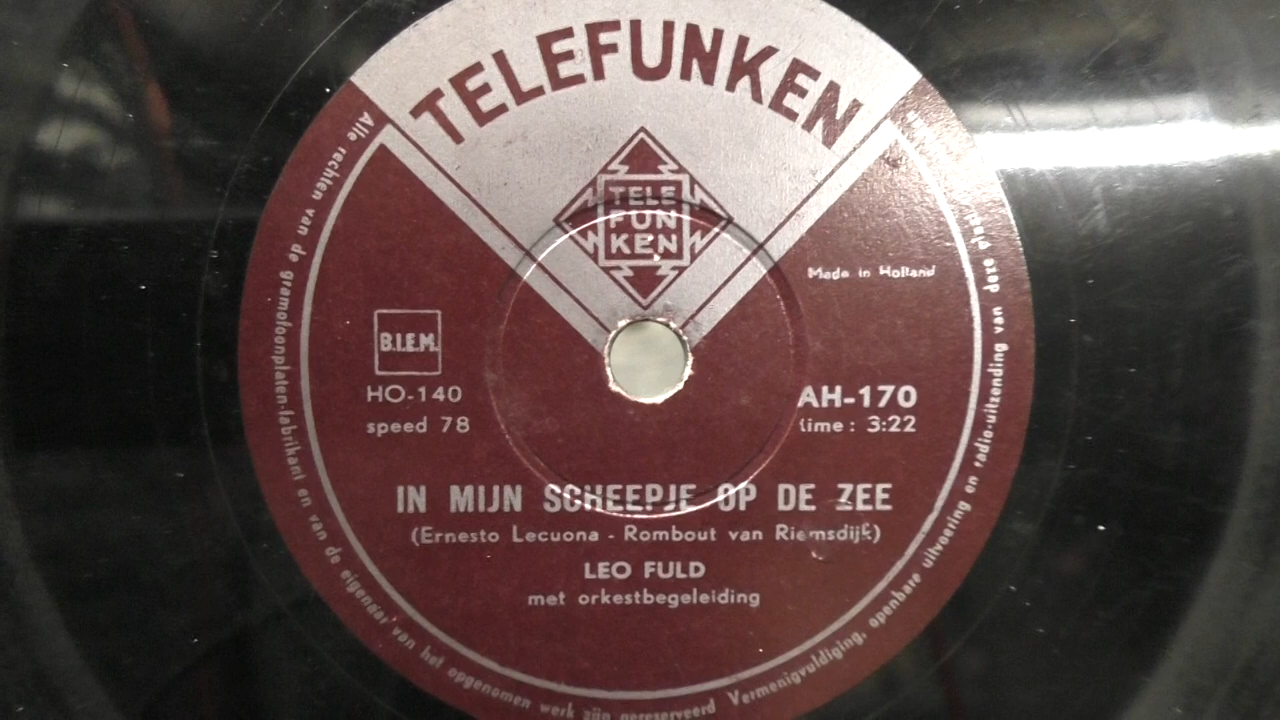 TELEFUNKEN
TELE
FUN
KEN
Made in Holland
B.I.E.M.
HO-140
speed 78
AH-170
time: 3:22
IN MIJN SCHEEPJE OP DE ZEE
(Ernesto Lecuona - Rombout van Riemsdijk)
LEO FULD
met orkestbegeleiding
Alle rechten van de gramofoonplaten-fabrikant en van de eigenaar van het opgenomen werk zijn gereserveerd Vermenigvuldiging, openbare uitvoering en radio-uitzending van deze plaat